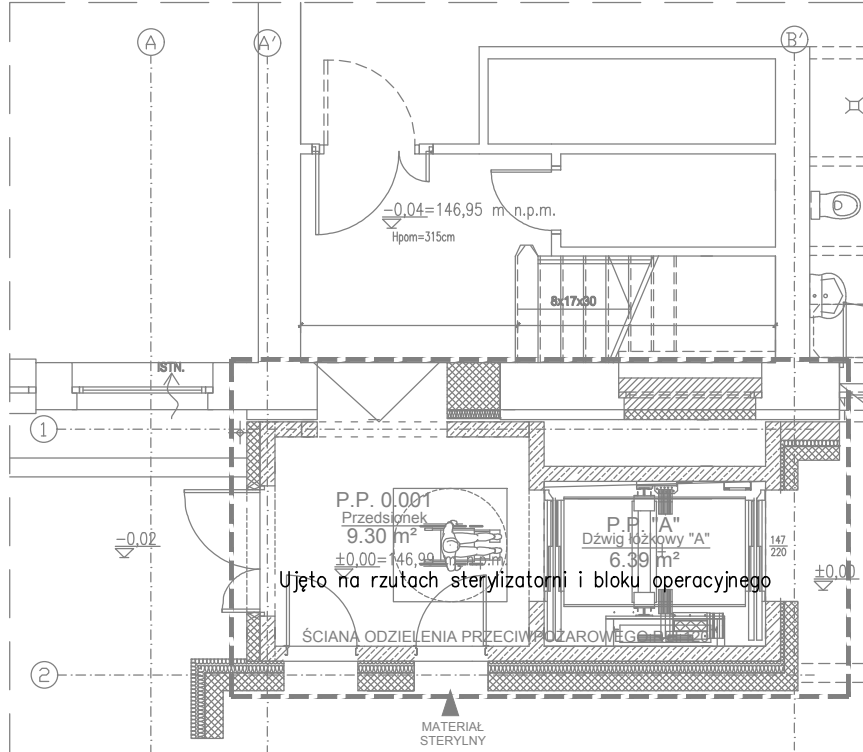 A
A'
B'
-0,04=146,95 m n.p.m.
Hpom=315cm
8x17x30
ISTN.
1
P.P. 0.001
Przedsionek
9.30 m²
±0,00=146,99 n.p.m.
P.P. "A"
Dźwig łóżkowy "A"
6.39 m²
147
220
-0,02
±0,00
Ujęto na rzutach sterylizatorni i bloku operacyjnego
ŚCIANA ODZIELENIA PRZECIWPOŻAROWEGO
2
MATERIAŁ
STERYLNY